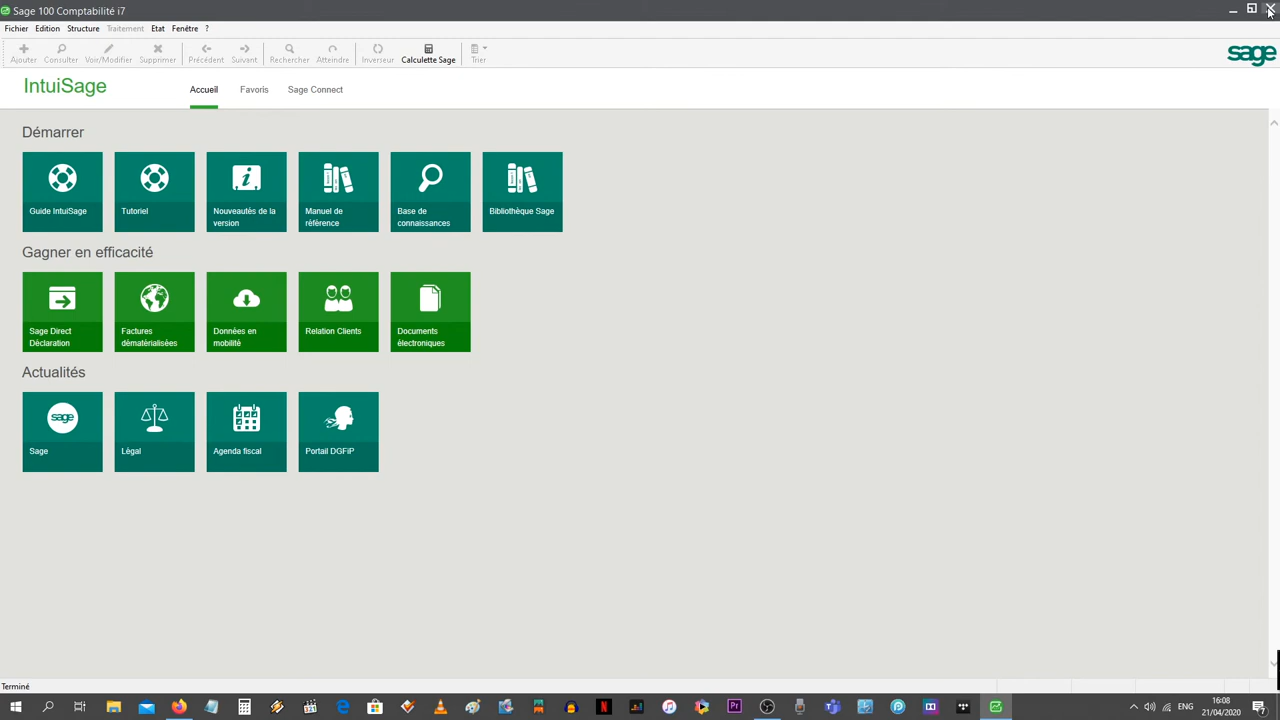 Sage 100 Comptabilité i7
Fichier Edition Structure Traitement Etat Fenêtre ?
Ajouter Consulter Voir/Modifier Supprimer Précédent Suivant Rechercher Atteindre Inverseur Calculette Sage Trier
sage
IntuiSage Accueil Favoris Sage Connect
Démarrer
Guide IntuiSage
Tutoriel
Nouveautés de la
version
Manuel de
référence
Base de
connaissances
Bibliothèque Sage
Gagner en efficacité
Sage Direct
Déclaration
Factures
dématérialisées
Données en
mobilité
Relation Clients
Documents
électroniques
Actualités
sage
Sage
Légal
Agenda fiscal
Portail DGFiP
Terminé
ENG
16:08
21/04/2020